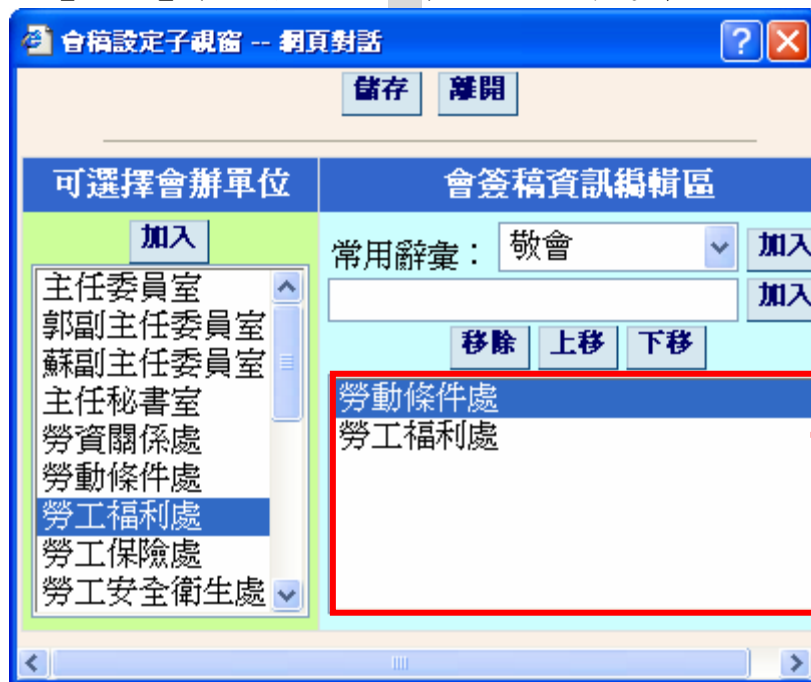 會稿設定子視窗 -- 網頁對話
儲存 離開
可選擇會辦單位
加入
主任委員室
郭副主任委員室
蘇副主任委員室
主任秘書室
勞資關係處
勞動條件處
勞工福利處
勞工保險處
勞工安全衛生處
會簽稿資訊編輯區
常用辭彙： 敬會 加入
加入
移除 上移 下移
勞動條件處
勞工福利處